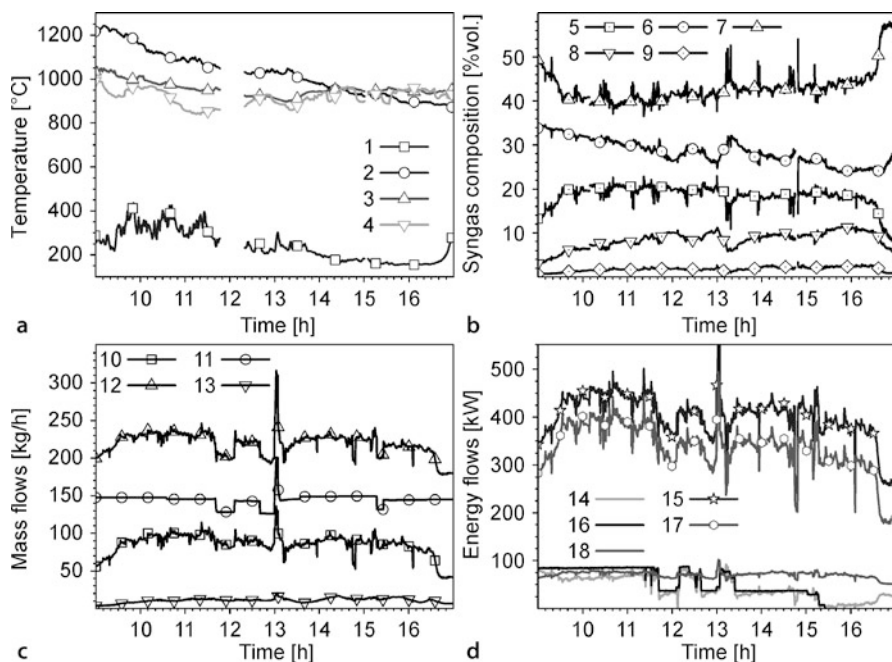 1200
1000
800
600
400
200
Temperature [°C]
1
2
3
4
10 11 12 13 14 15 16
Time [h]
a
50
40
30
20
10
Syngas composition [%vol.]
5 6 7
8 9
10 11 12 13 14 15 16
Time [h]
b
300
250
200
150
100
50
Mass flows [kg/h]
10 11
12 13
10 11 12 13 14 15 16
Time [h]
c
500
400
300
200
100
Energy flows [kW]
14 15
16 17
18
10 11 12 13 14 15 16
Time [h]
d